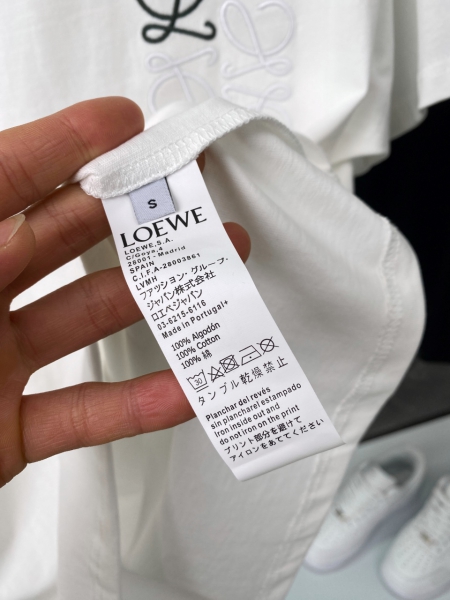 S
LOEWE
LOEWE, S.A.
C/Goya, 4
28001 - Madrid
SPAIN
C.I.F.A-28003861
LVMH
ファッション・グループ・
ジャパン株式会社
ロエベジャパン
03-6215-6116
Made in Portugal+
100% Algodón
100% Cotton
100% 綿
30
タンブル乾燥禁止
Planchar del revés
sin plancharel estampado
Iron inside out and
do not iron on the print
プリント部分を避けて
アイロンをあててください